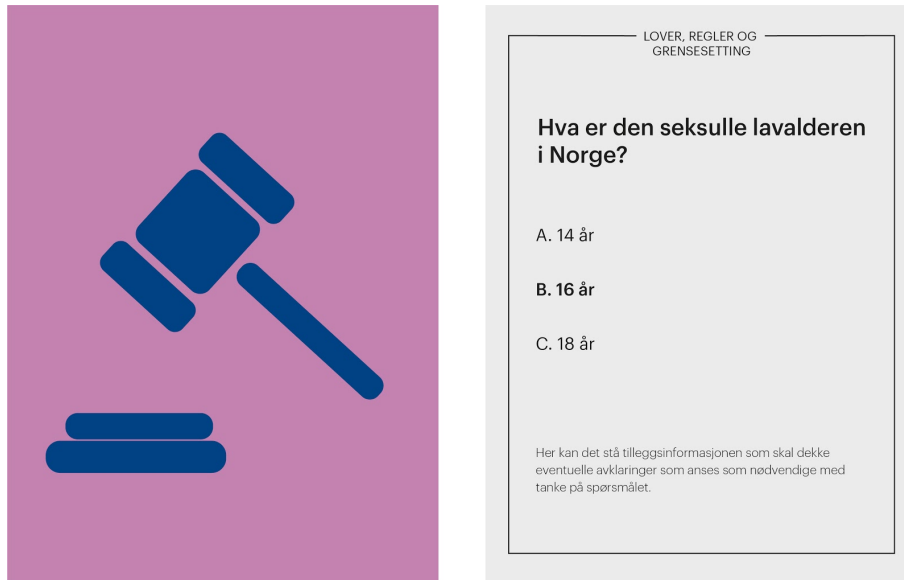 LOVER, REGLER OG
GRENSESETTING
Hva er den seksulle lavalderen
i Norge?
A. 14 år
B. 16 år
C. 18 år
Her kan det stå tilleggsinformasjonen som skal dekke
eventuelle avklaringer som anses som nødvendige med
tanke på spørsmålet.